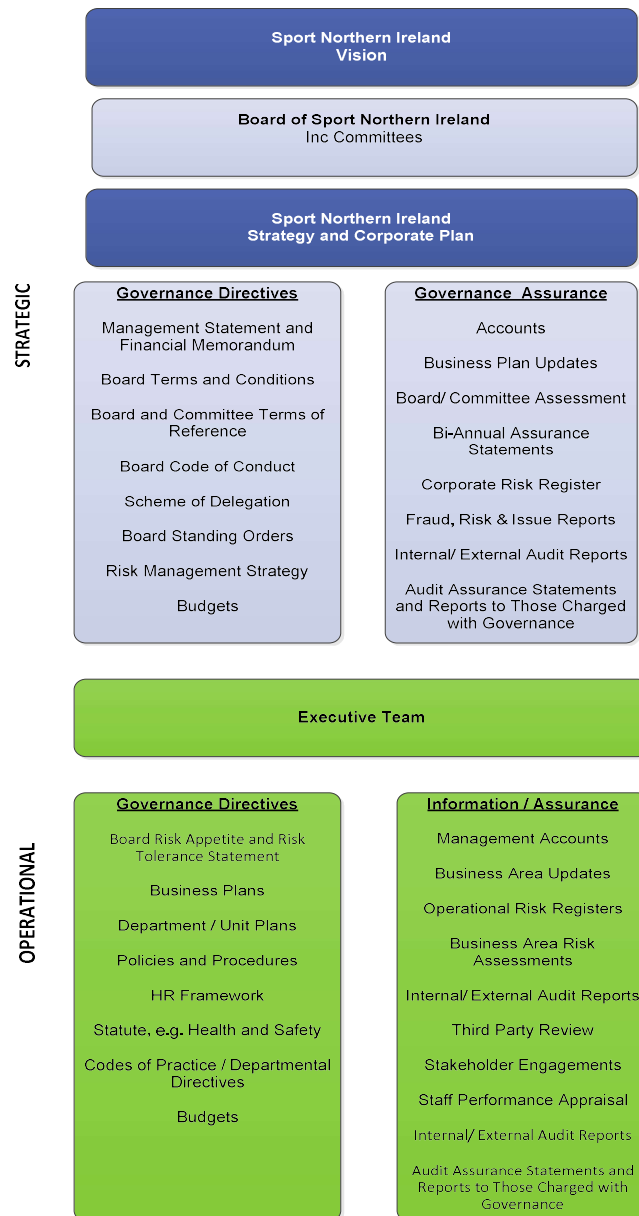 Sport Northern Ireland
Vision
Board of Sport Northern Ireland
Inc Committees
Sport Northern Ireland
Strategy and Corporate Plan
STRATEGIC
Governance Directives
Management Statement and
Financial Memorandum
Board Terms and Conditions
Board and Committee Terms of
Reference
Board Code of Conduct
Scheme of Delegation
Board Standing Orders
Risk Management Strategy
Budgets
Governance Assurance
Accounts
Business Plan Updates
Board/ Committee Assessment
Bi-Annual Assurance
Statements
Corporate Risk Register
Fraud, Risk & Issue Reports
Internal/ External Audit Reports
Audit Assurance Statements
and Reports to Those Charged
with Governance
Executive Team
OPERATIONAL
Governance Directives
Board Risk Appetite and Risk
Tolerance Statement
Business Plans
Department / Unit Plans
Policies and Procedures
HR Framework
Statute, e.g. Health and Safety
Codes of Practice / Departmental
Directives
Budgets
Information / Assurance
Management Accounts
Business Area Updates
Operational Risk Registers
Business Area Risk
Assessments
Internal/ External Audit Reports
Third Party Review
Stakeholder Engagements
Staff Performance Appraisal
Internal/ External Audit Reports
Audit Assurance Statements and
Reports to Those Charged with
Governance